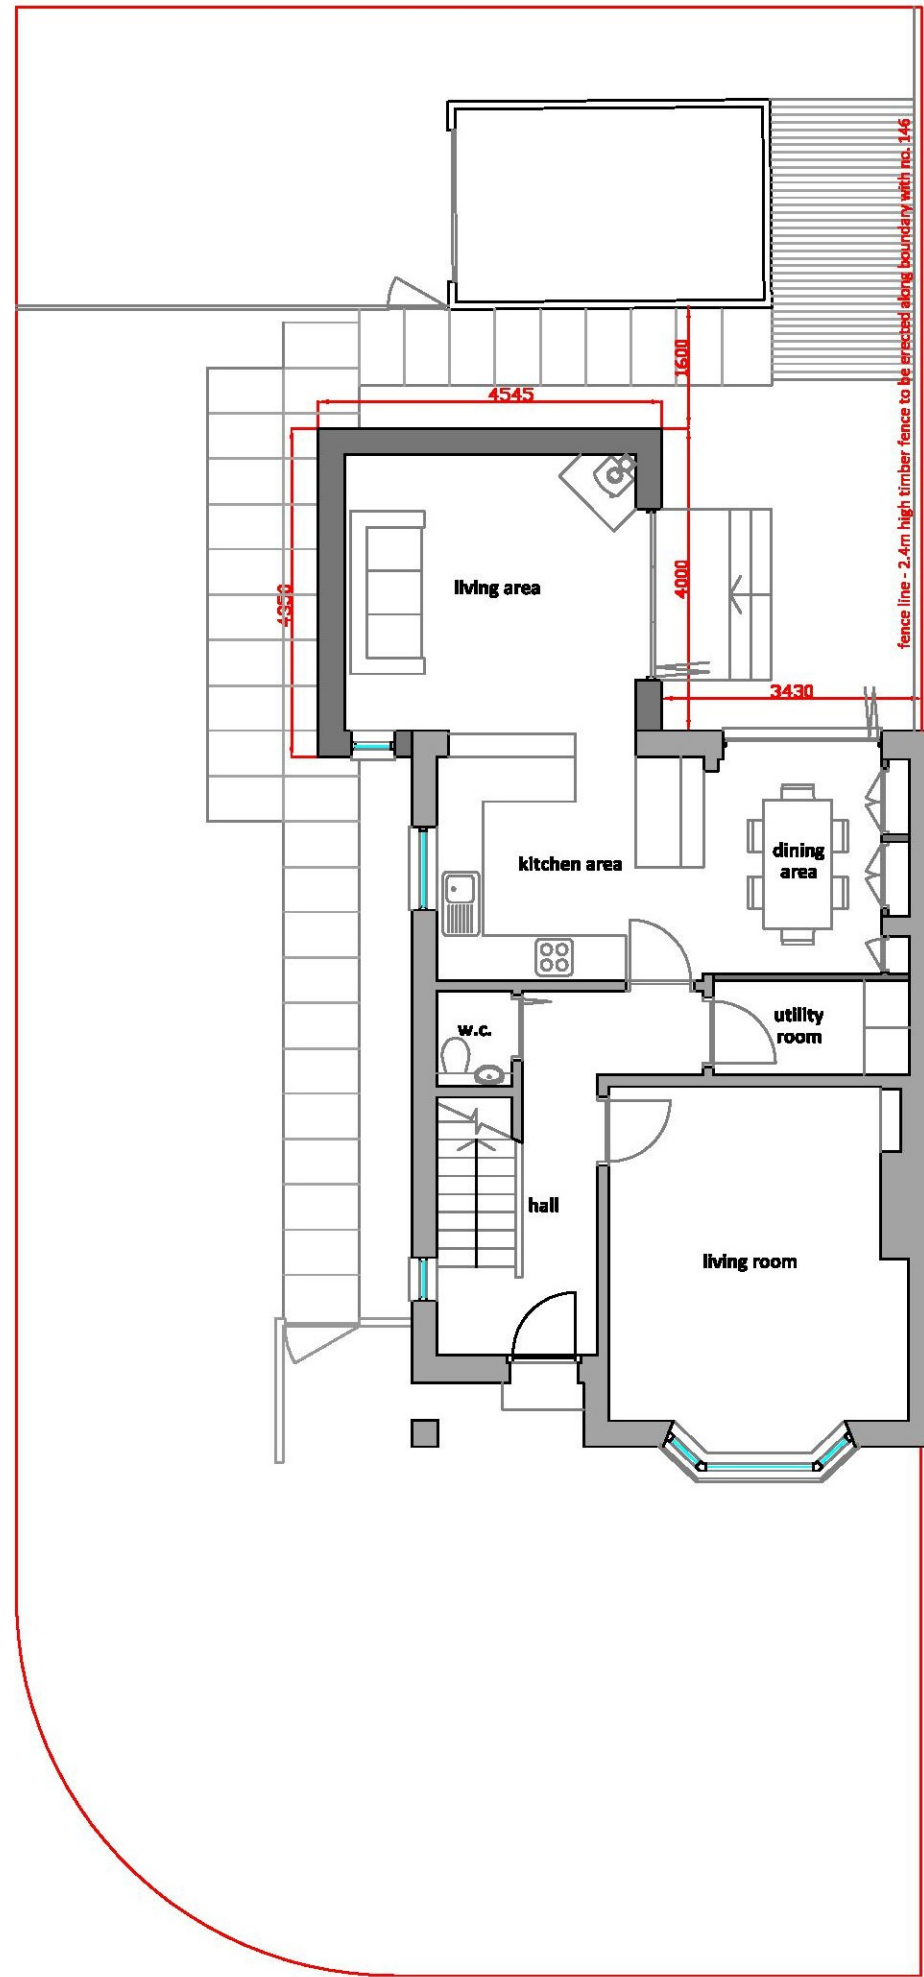 fence line - 2.4m high timber fence to be erected along boundary with no. 146
1600
4545
living area
4350
4000
3430
dining
area
kitchen area
utility
room
w.c.
hall
living room